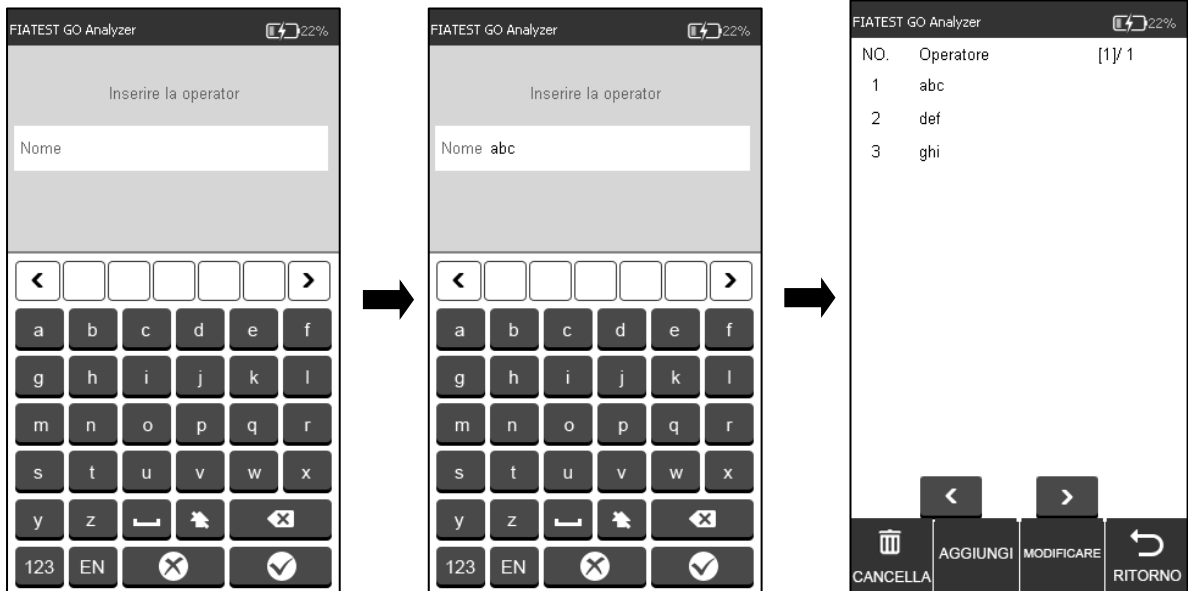 FIATEST GO Analyzer 22%
Inserire la operator
Nome
a b c d e f
g h i j k l
m n o p q r
s t u v w x
y z
123 EN
FIATEST GO Analyzer 22%
Inserire la operator
Nome abc
a b c d e f
g h i j k l
m n o p q r
s t u v w x
y z
123 EN
FIATEST GO Analyzer 22%
NO. Operatore [1]/ 1
1 abc
2 def
3 ghi
CANCELLA AGGIUNGI MODIFICARE RITORNO